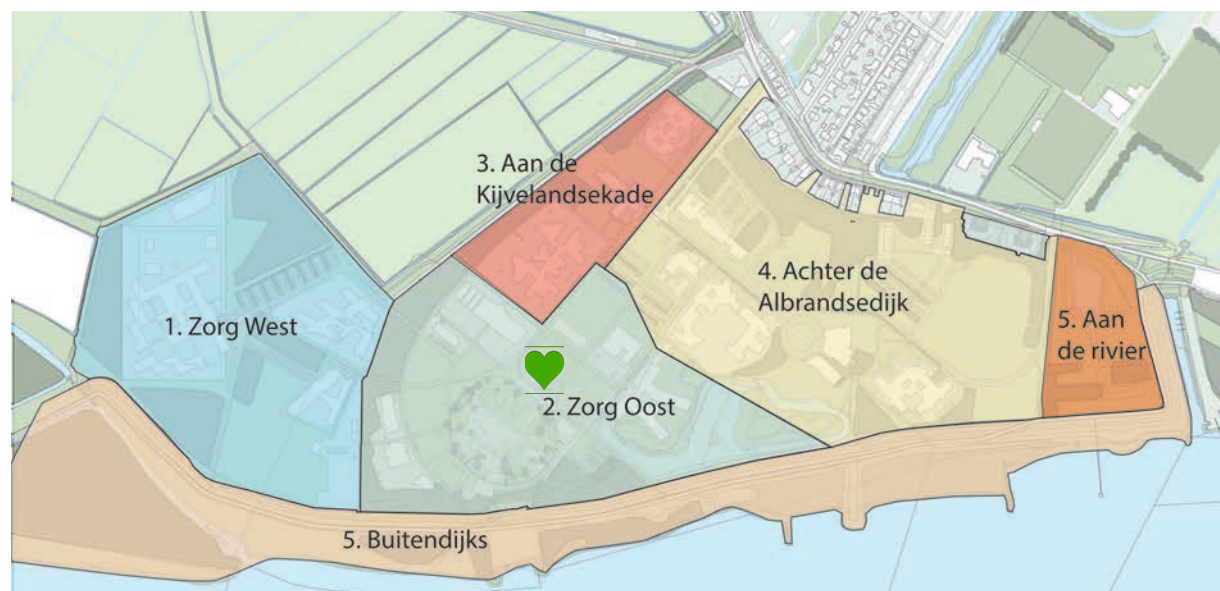 3. Aan de
Kijvelandsekade
1. Zorg West
2. Zorg Oost
4. Achter de
Albrandsedijk
5. Aan
de rivier
5. Buitendijks